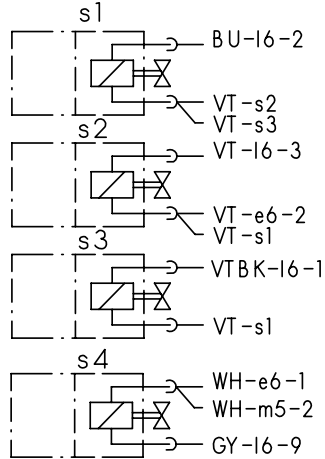 s1
BU-16-2
VT-s2
VT-s3
s2
VT-16-3
VT-e6-2
VT-s1
s3
VTBK-16-1
VT-s1
s4
WH-e6-1
WH-m5-2
GY-16-9